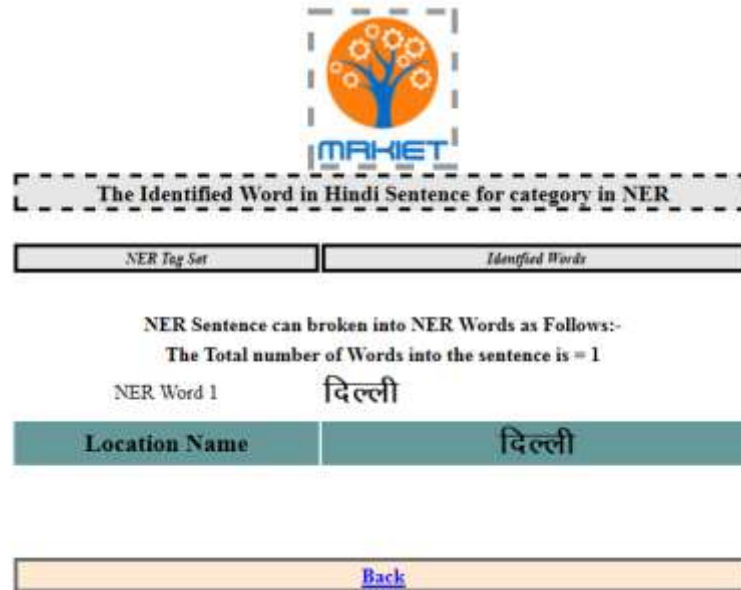 MRKIET
The Identified Word in Hindi Sentence for category in NER
NER Tag Set Identfied Words
NER Sentence can broken into NER Words as Follows:-
The Total number of Words into the sentence is = 1
NER Word 1 दिल्ली
Location Name दिल्ली
Back